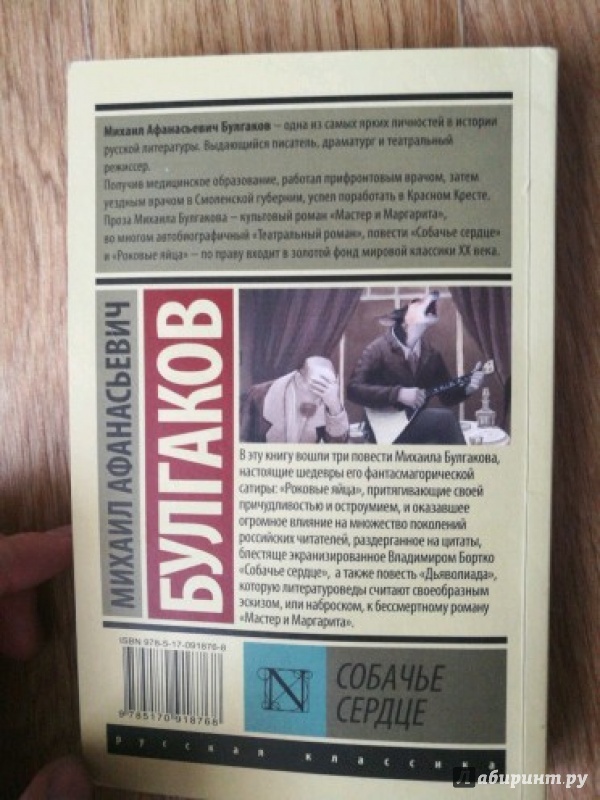 Михаил Афанасьевич Булгаков – одна из самых ярких личностей в истории
русской литературы. Выдающийся писатель, драматург и театральный
режиссер.
Получив медицинское образование, работал прифронтовым врачом, затем
уездным врачом в Смоленской губернии, успел поработать в Красном Кресте.
Проза Михаила Булгакова – культовый роман «Мастер и Маргарита»,
во многом автобиографичный «Театральный роман», повести «Собачье сердце»
и «Роковые яйца» – по праву входит в золотой фонд мировой классики XX века.
МИХАИЛ АФАНАСЬЕВИЧ
БУЛГАКОВ
В эту книгу вошли три повести Михаила Булгакова,
настоящие шедевры его фантасмагорической
сатиры: «Роковые яйца», притягивающие своей
причудливостью и остроумием, и оказавшее
огромное влияние на множество поколений
российских читателей, раздерганное на цитаты,
блестяще экранизированное Владимиром Бортко
«Собачье сердце», а также повесть «Дьяволиада»,
которую литературоведы считают своеобразным
эскизом, или наброском, к бессмертному роману
«Мастер и Маргарита».
ISBN 978-5-17-091876-8
9 785170 918768
N
СОБАЧЬЕ
СЕРДЦЕ
русская классика
Лабиринт.ру